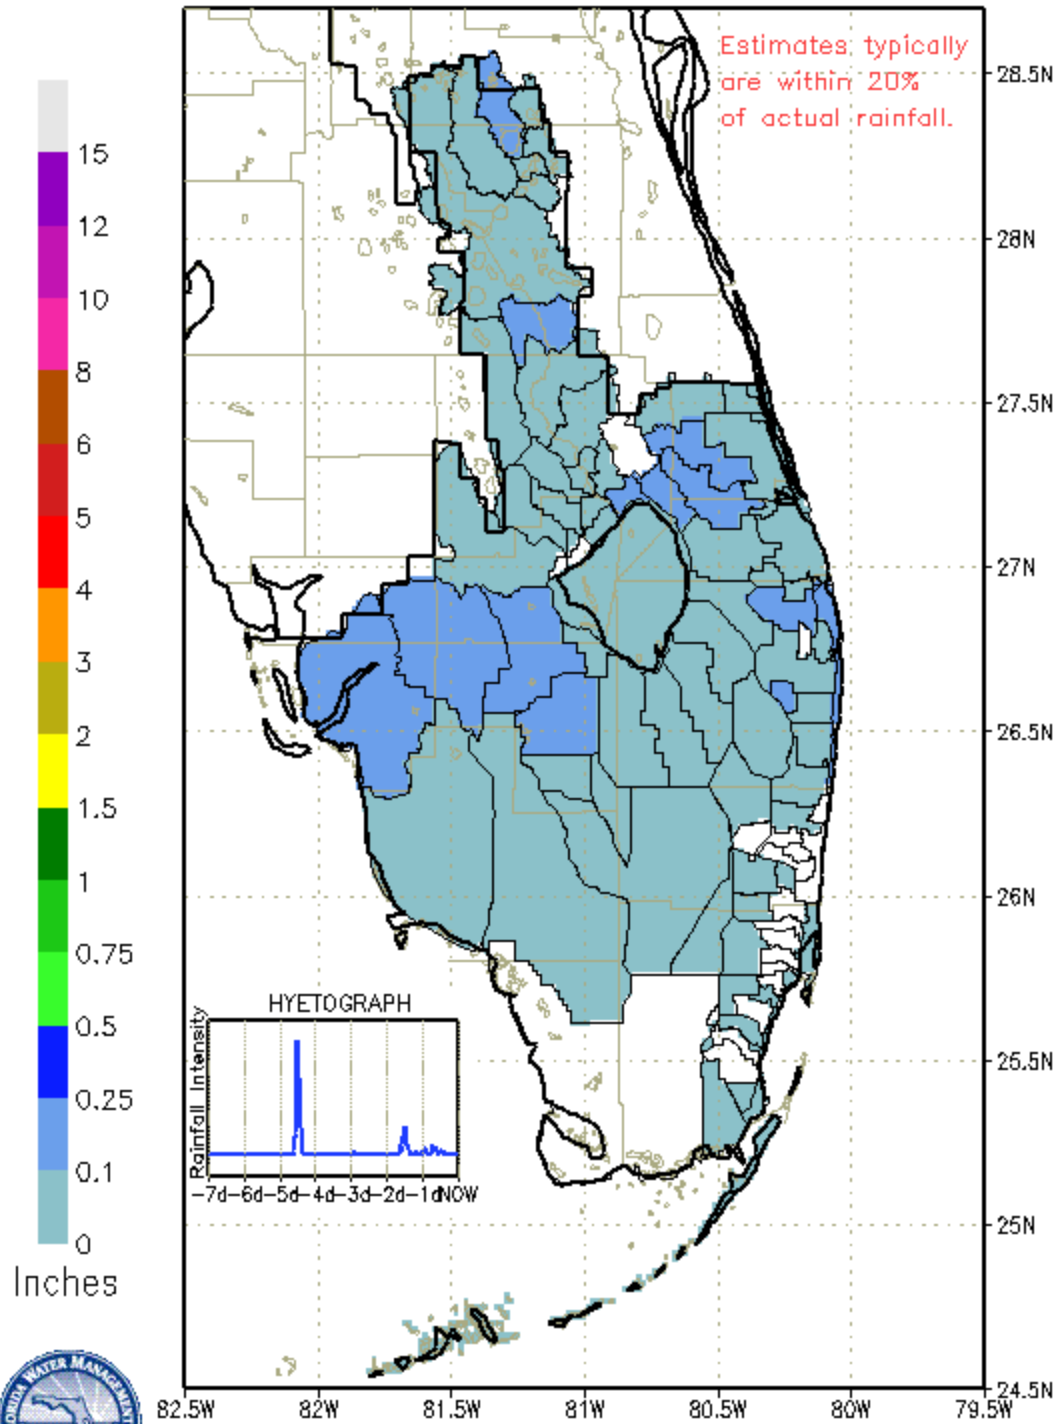 Estimates typically
are within 20%
of actual rainfall.
15
12
10
8
6
5
4
3
2
1.5
1
0.75
0.5
0.25
0.1
0
Inches
28.5N
28N
27.5N
27N
26.5N
26N
25.5N
25N
24.5N
HYETOGRAPH
Rainfall Intensity
-7d-6d-5d-4d-3d-2d-1dNOW
82.5W 82W 81.5W 81W 80.5W 80W 79.5W
WATER MANAGEMENT